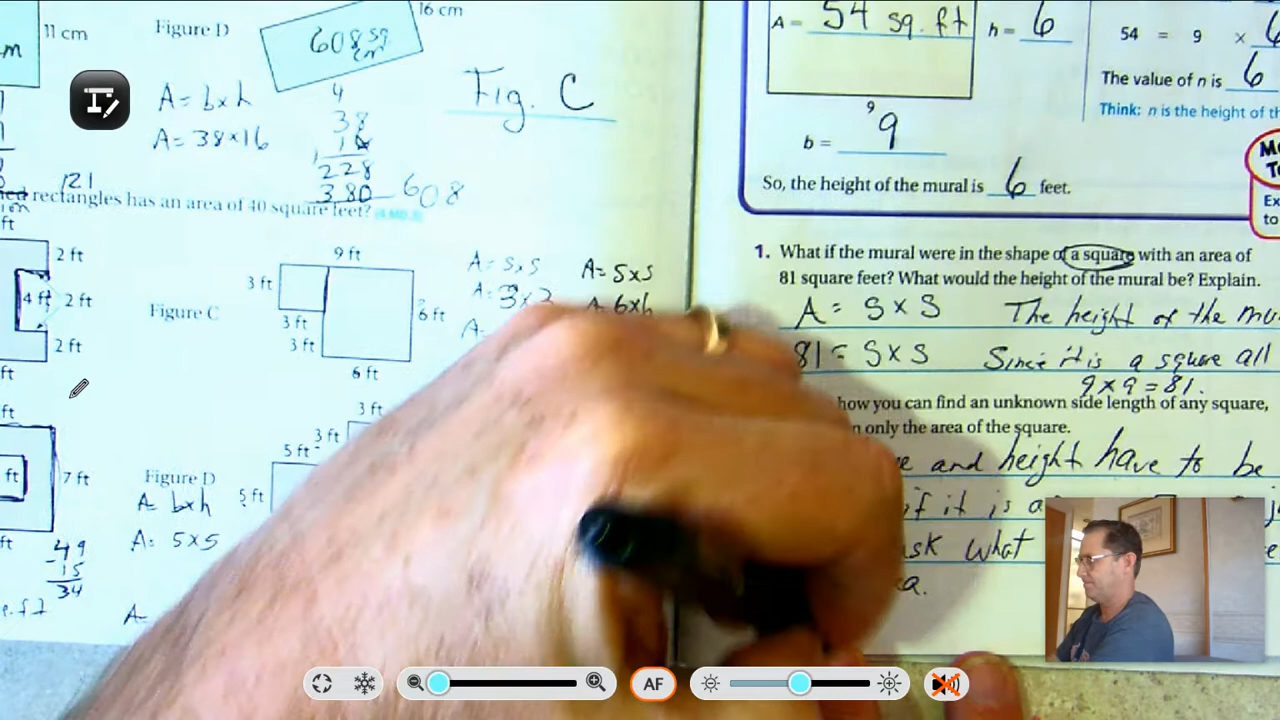 11 cm
Figure D
16 cm
608 sq cm
m
A = b x h
A = 38 x 16
4
38
16
228
380
608
Fig. C
121
rectangles has an area of 40 square feet?
ft
2 ft
4 ft
2 ft
2 ft
ft
Figure C
9 ft
3 ft
3 ft
3 ft
6 ft
6 ft
A = S x S
A = 3 x 3
A =
A = S x S
A = 6 x 6
ft
ft
7 ft
ft
49
- 15
34
Figure D
A = b x h
A = 5 x 5
A =
3 ft
3 ft
5 ft
5 ft
A = 54 sq. ft
h = 6
9
b = 9
54 = 9 x 6
The value of n is 6
Think: n is the height of th
So, the height of the mural is 6 feet.
1. What if the mural were in the shape of a square with an area of
81 square feet? What would the height of the mural be? Explain.
A = S x S The height of the mu
81 = S x S Since it is a square all
9 x 9 = 81.
how you can find an unknown side length of any square,
only the area of the square.
and height have to be
if it is a
what
AF